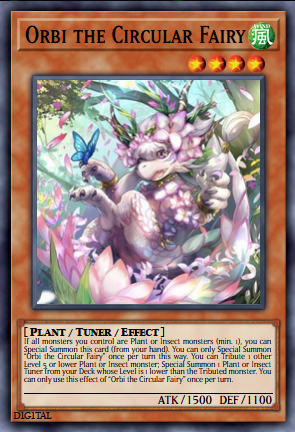 Orbi the Circular Fairy
WIND
風
[ Plant / Tuner / Effect ]
If all monsters you control are Plant or Insect monsters (min. 1), you can
Special Summon this card (from your hand). You can only Special Summon
"Orbi the Circular Fairy" once per turn this way. You can Tribute 1 other
Level 5 or lower Plant or Insect monster; Special Summon 1 Plant or Insect
Tuner from your Deck whose Level is 1 lower than the Tributed monster. You
can only use this effect of "Orbi the Circular Fairy" once per turn.
ATK/1500 DEF/1100
DIGITAL